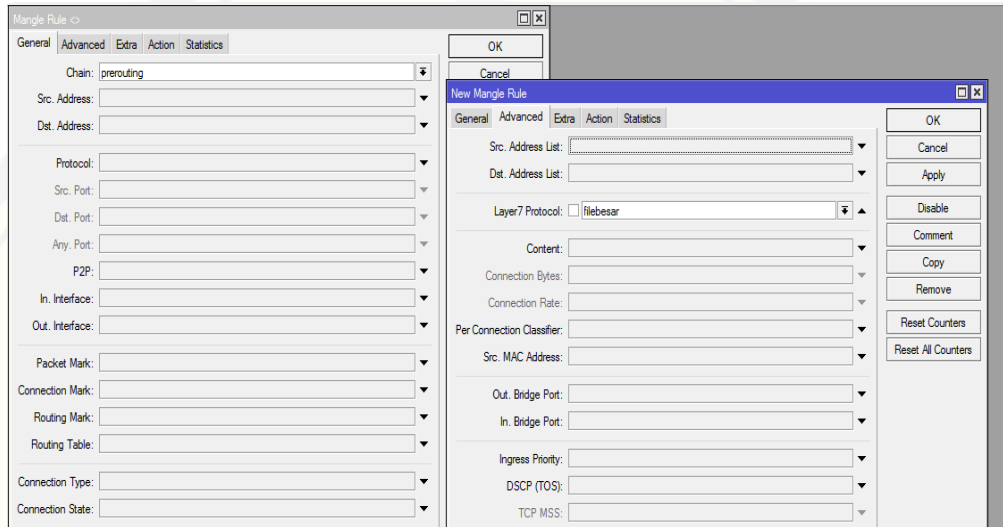 Mangle Rule <>
General Advanced Extra Action Statistics
Chain: prerouting
Src. Address:
Dst. Address:
Protocol:
Src. Port:
Dst. Port:
Any. Port:
P2P:
In. Interface:
Out. Interface:
Packet Mark:
Connection Mark:
Routing Mark:
Routing Table:
Connection Type:
Connection State:
OK
Cancel
New Mangle Rule
General Advanced Extra Action Statistics
Src. Address List:
Dst. Address List:
Layer7 Protocol: filebesar
Content:
Connection Bytes:
Connection Rate:
Per Connection Classifier:
Src. MAC Address:
Out. Bridge Port:
In. Bridge Port:
Ingress Priority:
DSCP (TOS):
TCP MSS:
OK
Cancel
Apply
Disable
Comment
Copy
Remove
Reset Counters
Reset All Counters